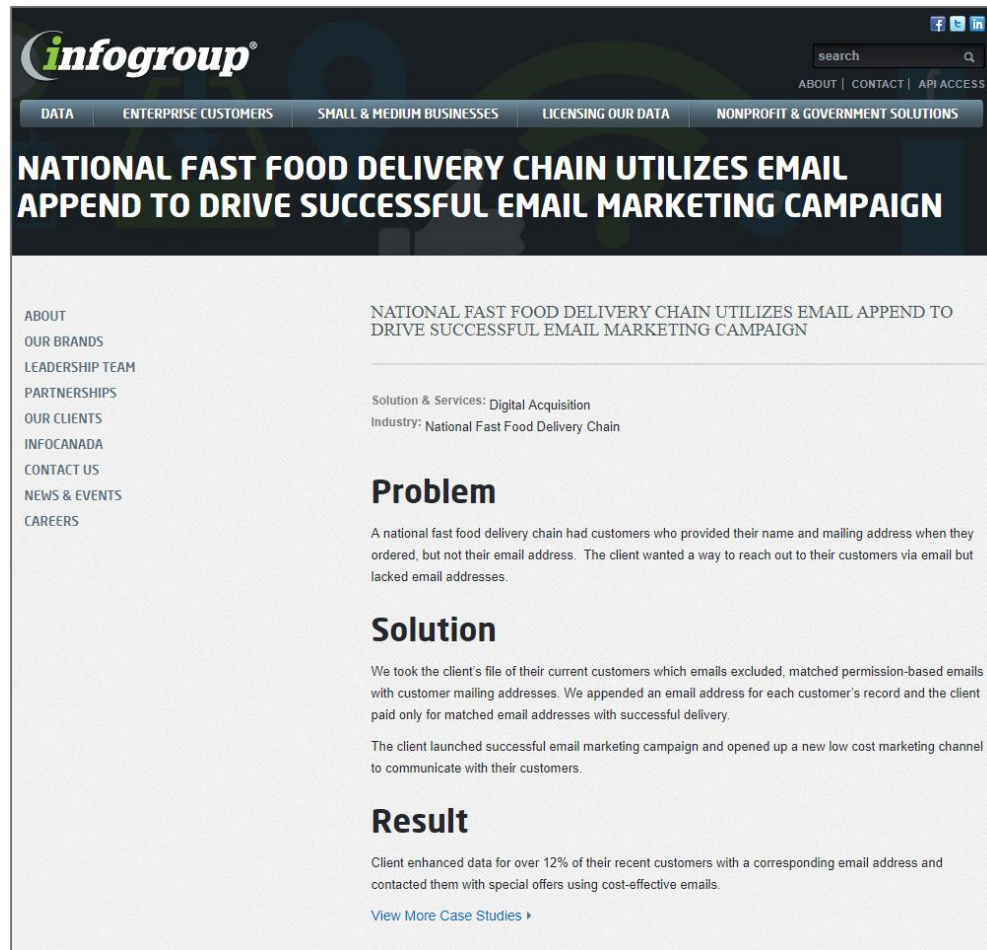 infogroup®
search
ABOUT | CONTACT | API ACCESS
DATA ENTERPRISE CUSTOMERS SMALL & MEDIUM BUSINESSES LICENSING OUR DATA NONPROFIT & GOVERNMENT SOLUTIONS
NATIONAL FAST FOOD DELIVERY CHAIN UTILIZES EMAIL
APPEND TO DRIVE SUCCESSFUL EMAIL MARKETING CAMPAIGN
ABOUT
OUR BRANDS
LEADERSHIP TEAM
PARTNERSHIPS
OUR CLIENTS
INFOCANADA
CONTACT US
NEWS & EVENTS
CAREERS
NATIONAL FAST FOOD DELIVERY CHAIN UTILIZES EMAIL APPEND TO
DRIVE SUCCESSFUL EMAIL MARKETING CAMPAIGN
Solution & Services: Digital Acquisition
Industry: National Fast Food Delivery Chain
Problem
A national fast food delivery chain had customers who provided their name and mailing address when they
ordered, but not their email address. The client wanted a way to reach out to their customers via email but
lacked email addresses.
Solution
We took the client's file of their current customers which emails excluded, matched permission-based emails
with customer mailing addresses. We appended an email address for each customer's record and the client
paid only for matched email addresses with successful delivery.
The client launched successful email marketing campaign and opened up a new low cost marketing channel
to communicate with their customers.
Result
Client enhanced data for over 12% of their recent customers with a corresponding email address and
contacted them with special offers using cost-effective emails.
View More Case Studies